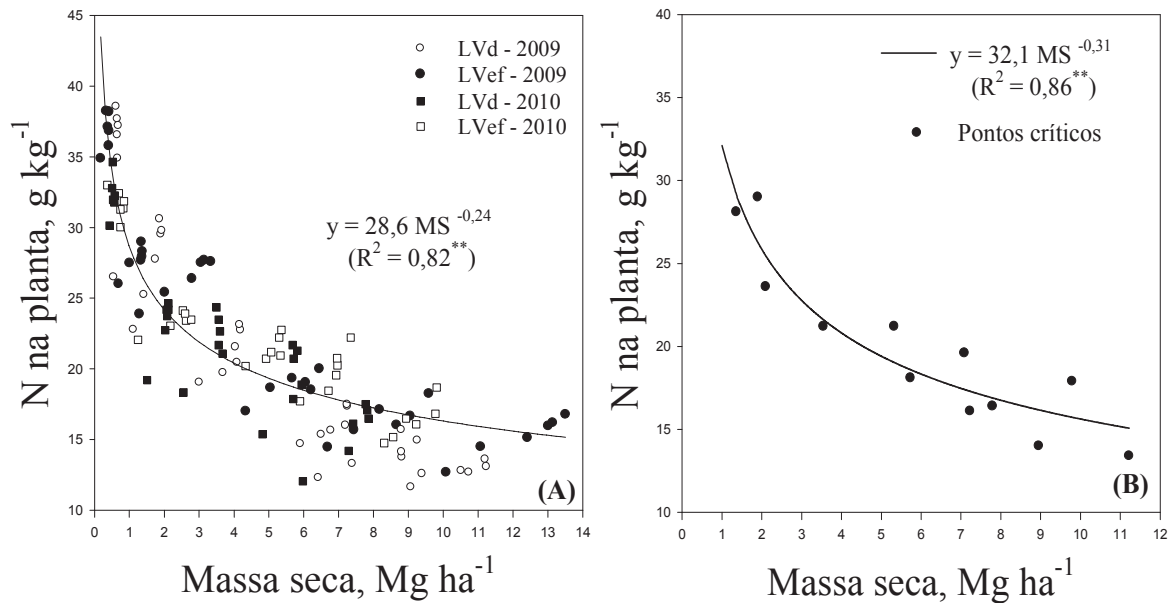 45
40
35
30
25
20
15
10
N na planta, g kg⁻¹
LVd - 2009
LVef - 2009
LVd - 2010
LVef - 2010
y = 28,6 MS ⁻⁰,²⁴
(R² = 0,82**)
(A)
0 1 2 3 4 5 6 7 8 9 10 11 12 13 14
Massa seca, Mg ha⁻¹
40
35
30
25
20
15
10
N na planta, g kg⁻¹
y = 32,1 MS ⁻⁰,³¹
(R² = 0,86**)
Pontos críticos
(B)
0 1 2 3 4 5 6 7 8 9 10 11 12
Massa seca, Mg ha⁻¹